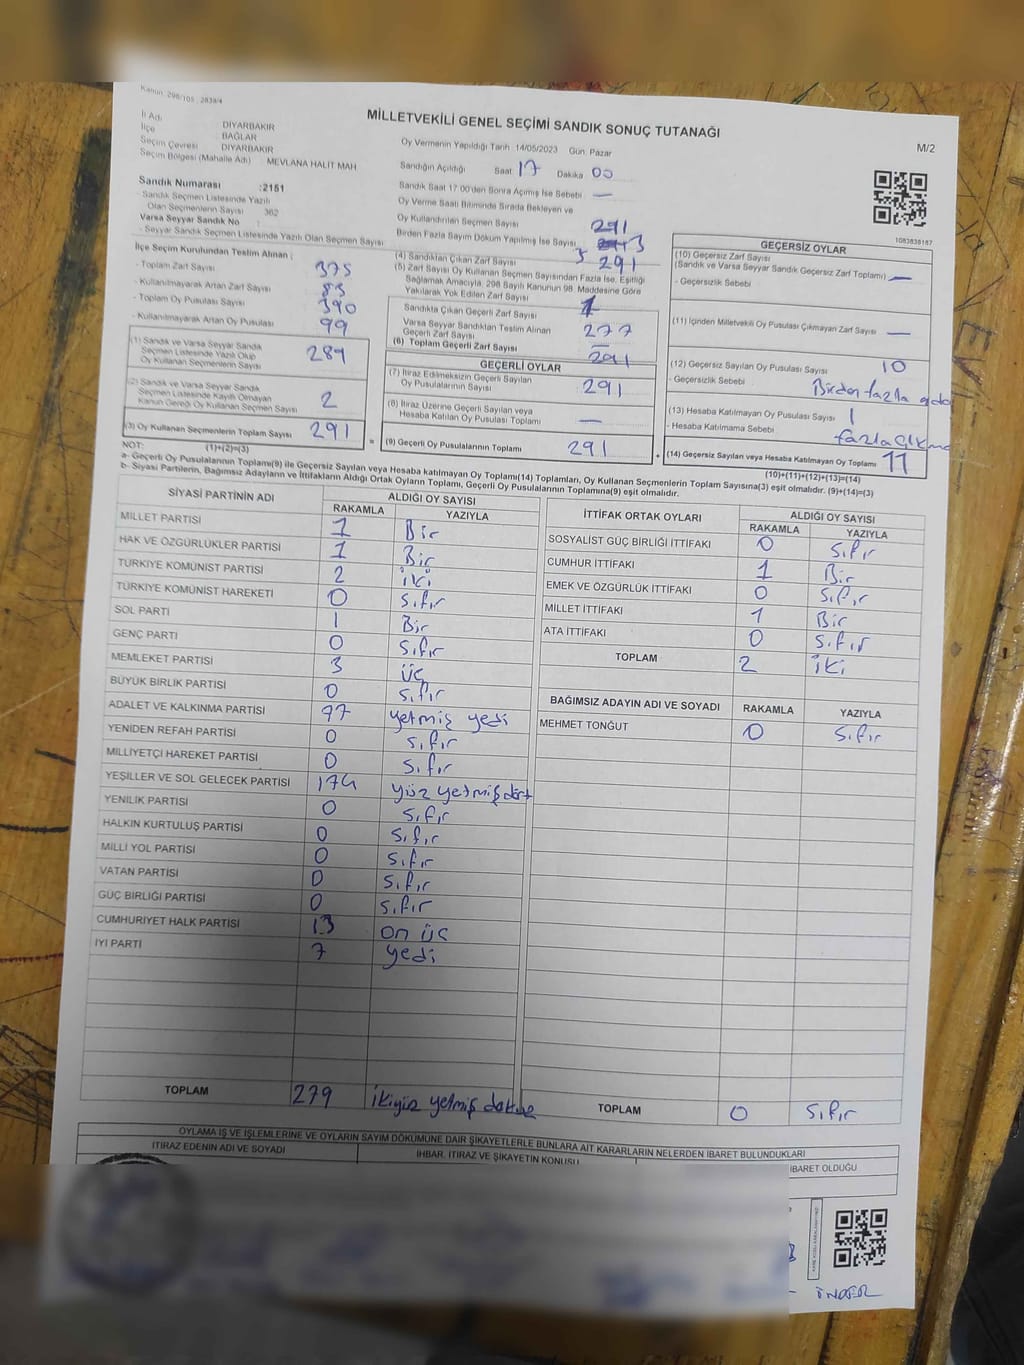 Kanun: 298/105 , 2839/4
MİLLETVEKİLİ GENEL SEÇİMİ SANDIK SONUÇ TUTANAĞI
M/2
İl Adı DİYARBAKIR
İlçe BAĞLAR
Seçim Çevresi DİYARBAKIR
Seçim Bölgesi (Mahalle Adı) : MEVLANA HALİT MAH
Sandık Numarası :2151
- Sandık Seçmen Listesinde Yazılı
Olan Seçmenlerin Sayısı 362
Varsa Seyyar Sandık No :
- Seyyar Sandık Seçmen Listesinde Yazılı Olan Seçmen Sayısı
Oy Vermenin Yapıldığı Tarih 14/05/2023 Gün: Pazar
Sandığın Açıldığı Saat 17 Dakika 00
Sandık Saat 17:00'den Sonra Açılmış İse Sebebi —
Oy Verme Saati Bitiminde Sırada Bekleyen ve
Oy Kullandırılan Seçmen Sayısı 291
Birden Fazla Sayım Döküm Yapılmış İse Sayısı 3
1083838187
İlçe Seçim Kurulundan Teslim Alınan ;
- Toplam Zarf Sayısı 375
- Kullanılmayarak Artan Zarf Sayısı 83
- Toplam Oy Pusulası Sayısı 390
- Kullanılmayarak Artan Oy Pusulası 99
(1) Sandık ve Varsa Seyyar Sandık
Seçmen Listesinde Yazılı Olup
Oy Kullanan Seçmenlerin Sayısı 289
(2) Sandık ve Varsa Seyyar Sandık
Seçmen Listesinde Kayıtlı Olmayan
Kanun Gereği Oy Kullanan Seçmen Sayısı 2
(3) Oy Kullanan Seçmenlerin Toplam Sayısı 291
(4) Sandıktan Çıkan Zarf Sayısı 291
(5) Zarf Sayısı Oy Kullanan Seçmen Sayısından Fazla İse, Eşitliği
Sağlamak Amacıyla, 298 Sayılı Kanunun 98. Maddesine Göre
Yakılarak Yok Edilen Zarf Sayısı
Sandıkta Çıkan Geçerli Zarf Sayısı 277
Varsa Seyyar Sandıktan Teslim Alınan
Geçerli Zarf Sayısı —
(6) Toplam Geçerli Zarf Sayısı 291
GEÇERLİ OYLAR
(7) İtiraz Edilmeksizin Geçerli Sayılan
Oy Pusulalarının Sayısı 291
(8) İtiraz Üzerine Geçerli Sayılan veya
Hesaba Katılan Oy Pusulası Toplamı —
= (9) Geçerli Oy Pusulalarının Toplamı 291
GEÇERSİZ OYLAR
(10) Geçersiz Zarf Sayısı
(Sandık ve Varsa Seyyar Sandık Geçersiz Zarf Toplamı) —
- Geçersizlik Sebebi
(11) İçinden Milletvekili Oy Pusulası Çıkmayan Zarf Sayısı —
(12) Geçersiz Sayılan Oy Pusulası Sayısı 10
- Geçersizlik Sebebi Birden fazla
(13) Hesaba Katılmayan Oy Pusulası Sayısı 1
- Hesaba Katılmama Sebebi fazla çıkma
+ (14) Geçersiz Sayılan veya Hesaba Katılmayan Oy Toplamı 11
NOT: (1)+(2)=(3)
(10)+(11)+(12)+(13)=(14)
a- Geçerli Oy Pusulalarının Toplamı(9) ile Geçersiz Sayılan veya Hesaba katılmayan Oy Toplamı(14) Toplamları, Oy Kullanan Seçmenlerin Toplam Sayısına(3) eşit olmalıdır. (9)+(14)=(3)
b- Siyasi Partilerin, Bağımsız Adayların ve İttifakların Aldığı Ortak Oyların Toplamı, Geçerli Oy Pusulalarının Toplamına(9) eşit olmalıdır.
SİYASİ PARTİNİN ADI ALDIĞI OY SAYISI
RAKAMLA YAZIYLA
MİLLET PARTİSİ 1 Bir
HAK VE ÖZGÜRLÜKLER PARTİSİ 1 Bir
TÜRKİYE KOMÜNİST PARTİSİ 2 iki
TÜRKİYE KOMÜNİST HAREKETİ 0 Sıfır
SOL PARTİ 1 Bir
GENÇ PARTİ 0 Sıfır
MEMLEKET PARTİSİ 3 üç
BÜYÜK BİRLİK PARTİSİ 0 Sıfır
ADALET VE KALKINMA PARTİSİ 77 yetmiş yedi
YENİDEN REFAH PARTİSİ 0 Sıfır
MİLLİYETÇİ HAREKET PARTİSİ 0 Sıfır
YEŞİLLER VE SOL GELECEK PARTİSİ 174 yüz yetmiş dört
YENİLİK PARTİSİ 0 Sıfır
HALKIN KURTULUŞ PARTİSİ 0 Sıfır
MİLLİ YOL PARTİSİ 0 Sıfır
VATAN PARTİSİ 0 Sıfır
GÜÇ BİRLİĞİ PARTİSİ 0 Sıfır
CUMHURİYET HALK PARTİSİ 13 on üç
İYİ PARTİ 7 yedi
TOPLAM 279 ikiyüz yetmiş dokuz
İTTİFAK ORTAK OYLARI ALDIĞI OY SAYISI
RAKAMLA YAZIYLA
SOSYALİST GÜÇ BİRLİĞİ İTTİFAKI 0 Sıfır
CUMHUR İTTİFAKI 1 Bir
EMEK VE ÖZGÜRLÜK İTTİFAKI 0 Sıfır
MİLLET İTTİFAKI 1 Bir
ATA İTTİFAKI 0 Sıfır
TOPLAM 2 iki
BAĞIMSIZ ADAYIN ADI VE SOYADI RAKAMLA YAZIYLA
MEHMET TONĞUT 0 Sıfır
TOPLAM 0 Sıfır
OYLAMA İŞ VE İŞLEMLERİNE VE OYLARIN SAYIM DÖKÜMÜNE DAİR ŞİKAYETLERLE BUNLARA AİT KARARLARIN NELERDEN İBARET BULUNDUKLARI
İTİRAZ EDENİN ADI VE SOYADI İHBAR, İTİRAZ VE ŞİKAYETİN KONUSU İBARET OLDUĞU
ÖNDER